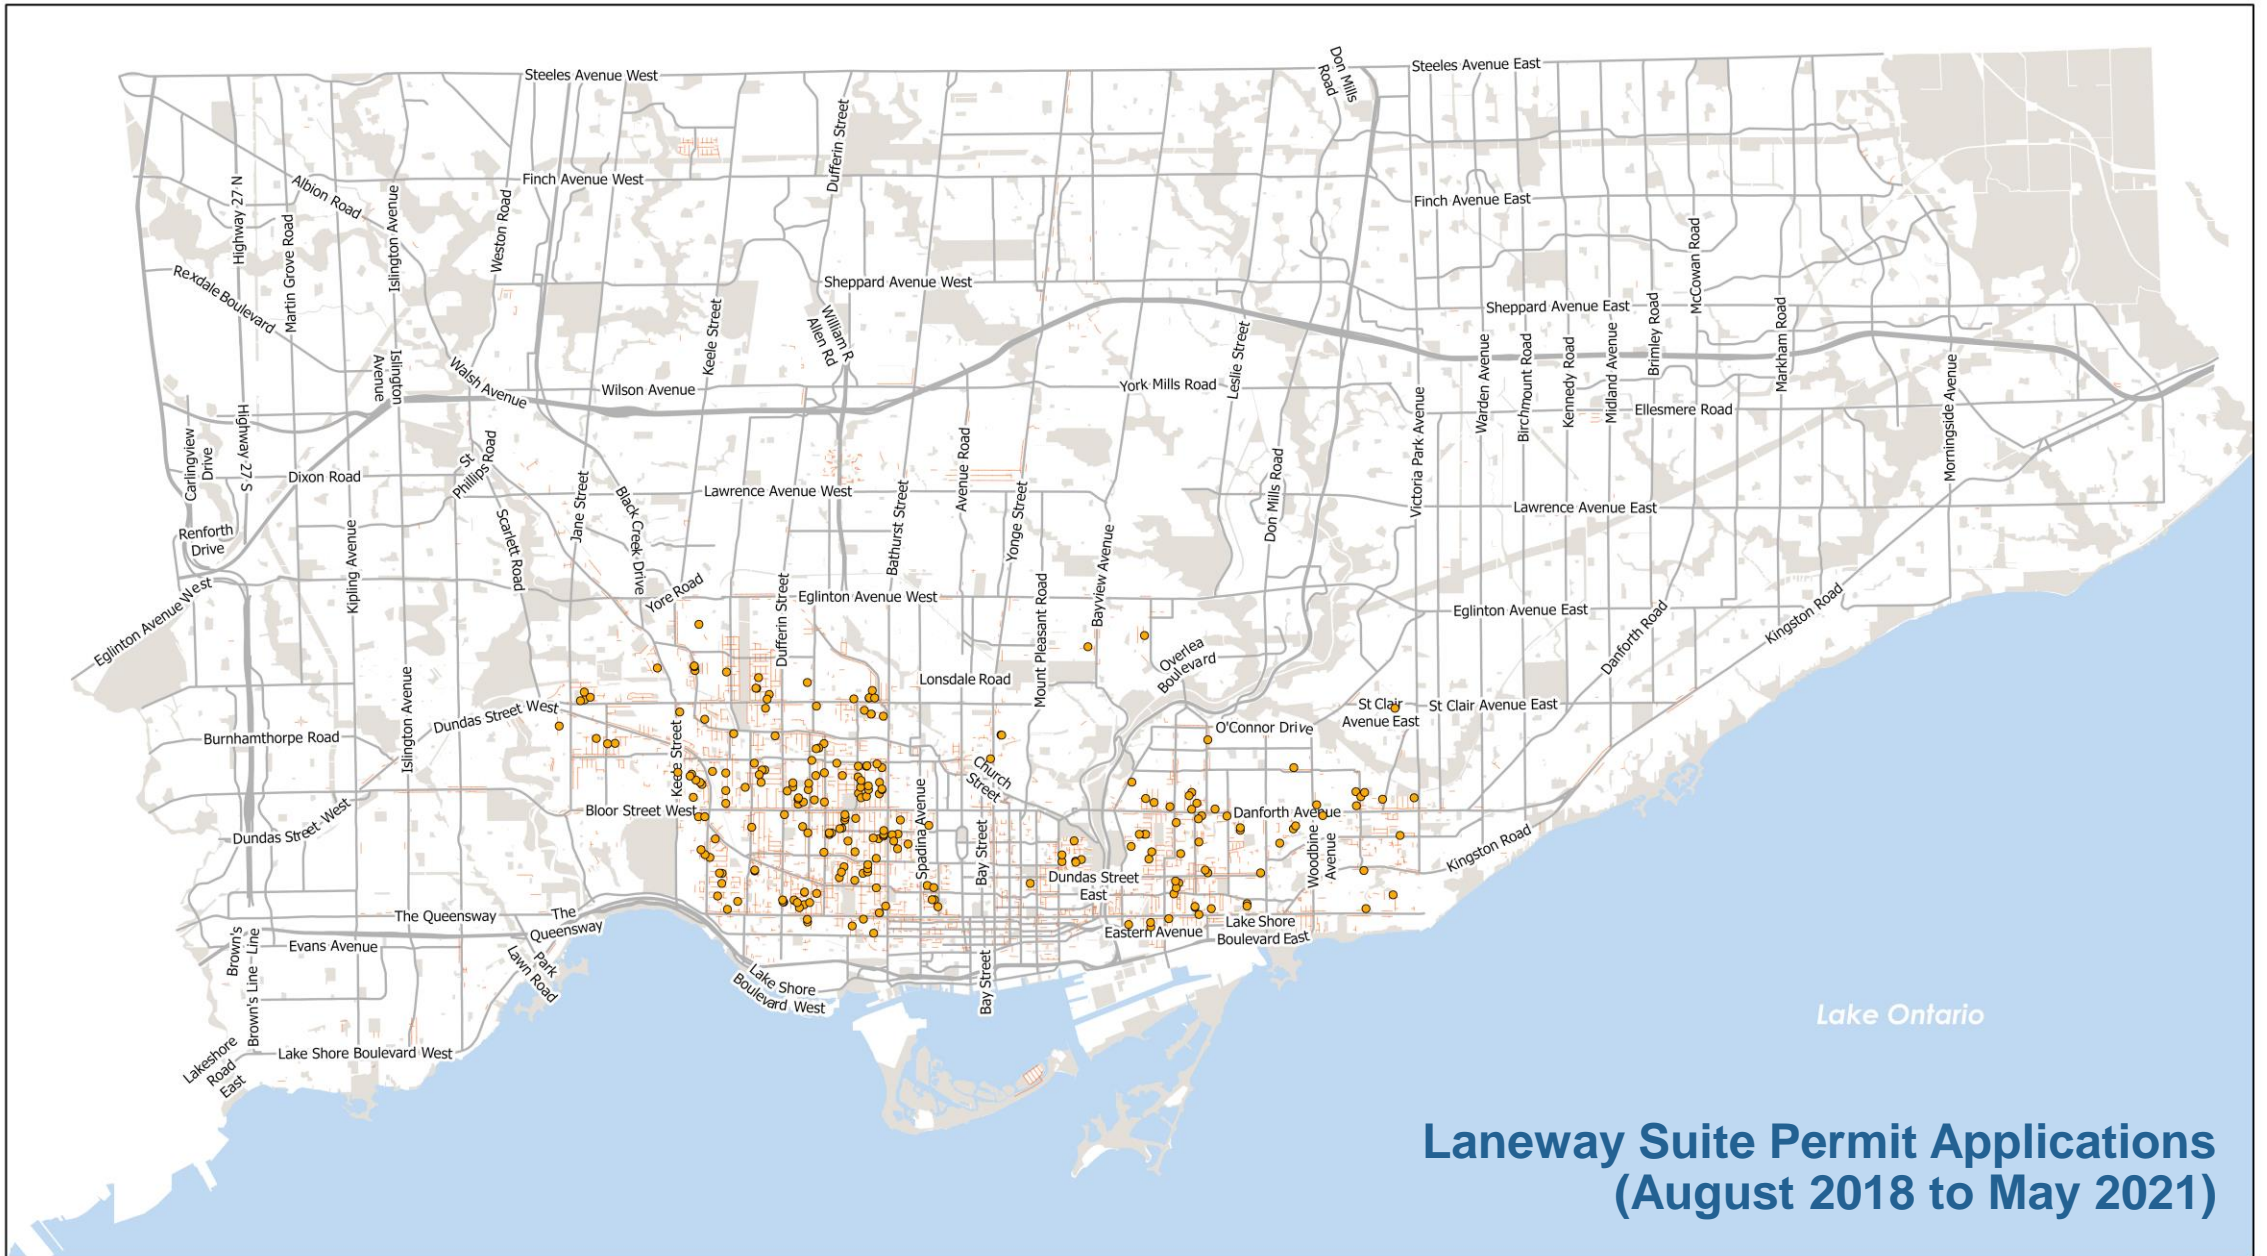 Steeles Avenue West
Steeles Avenue East
Don Mills
Road
Dufferin Street
Finch Avenue West
Finch Avenue East
Albion Road
Highway 27 N
Martin Grove Road
Islington Avenue
Weston Road
Rexdale Boulevard
Sheppard Avenue West
Sheppard Avenue East
McCowan Road
Keele Street
William R
Allen Rd
Leslie Street
Brimley Road
Markham Road
Islington
Avenue
Walsh Avenue
Wilson Avenue
York Mills Road
Victoria Park Avenue
Warden Avenue
Birchmount Road
Kennedy Road
Midland Avenue
Ellesmere Road
Morningside Avenue
Carlingview
Drive
Highway 27 S
Dixon Road
St
Phillips Road
Jane Street
Black Creek Drive
Lawrence Avenue West
Bathurst Street
Avenue Road
Yonge Street
Don Mills Road
Lawrence Avenue East
Renforth
Drive
Kipling Avenue
Scarlett Road
Yore Road
Dufferin Street
Eglinton Avenue West
Eglinton Avenue West
Mount Pleasant Road
Bayview Avenue
Eglinton Avenue East
Danforth Road
Kingston Road
Overlea
Boulevard
Lonsdale Road
Islington Avenue
Dundas Street West
Burnhamthorpe Road
Keele Street
St Clair
Avenue East
St Clair Avenue East
O'Connor Drive
Church
Street
Bloor Street West
Spadina Avenue
Bay Street
Danforth Avenue
Woodbine
Avenue
Kingston Road
Dundas Street West
Dundas Street
East
The Queensway
The
Queensway
Evans Avenue
Brown's
Line
Brown's Line
Park
Lawn Road
Lake Shore
Boulevard West
Bay Street
Eastern Avenue
Lake Shore
Boulevard East
Lakeshore
Road
East
Lake Shore Boulevard West
Lake Ontario
Laneway Suite Permit Applications
(August 2018 to May 2021)